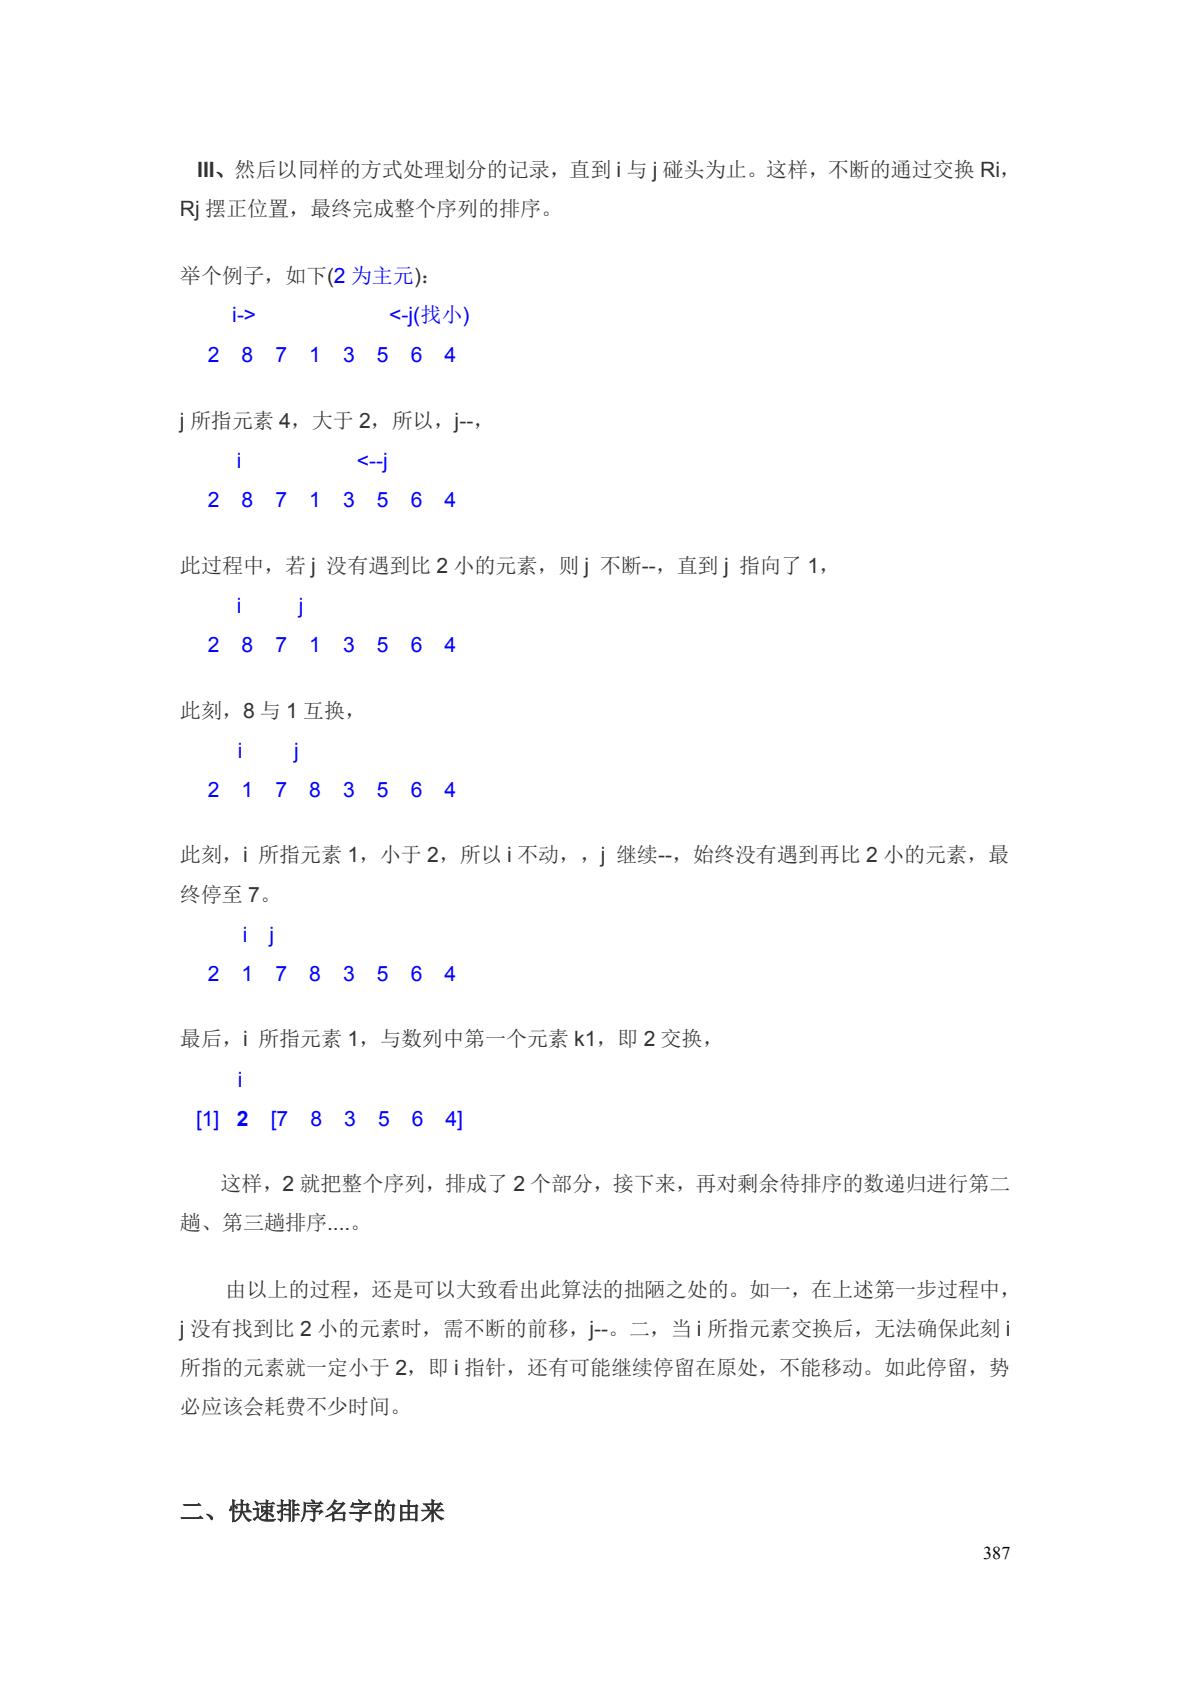 III、然后以同样的方式处理划分的记录，直到 i 与 j 碰头为止。这样，不断的通过交换 Ri，
Rj 摆正位置，最终完成整个序列的排序。
举个例子，如下(2 为主元)：
i-> <-j(找小)
2 8 7 1 3 5 6 4
j 所指元素 4，大于 2，所以，j--，
i <--j
2 8 7 1 3 5 6 4
此过程中，若 j 没有遇到比 2 小的元素，则 j 不断--，直到 j 指向了 1，
i j
2 8 7 1 3 5 6 4
此刻，8 与 1 互换，
i j
2 1 7 8 3 5 6 4
此刻，i 所指元素 1，小于 2，所以 i 不动，，j 继续--，始终没有遇到再比 2 小的元素，最
终停至 7。
i j
2 1 7 8 3 5 6 4
最后，i 所指元素 1，与数列中第一个元素 k1，即 2 交换，
i
[1] 2 [7 8 3 5 6 4]
这样，2 就把整个序列，排成了 2 个部分，接下来，再对剩余待排序的数递归进行第二
趟、第三趟排序....。
由以上的过程，还是可以大致看出此算法的拙陋之处的。如一，在上述第一步过程中，
j 没有找到比 2 小的元素时，需不断的前移，j--。二，当 i 所指元素交换后，无法确保此刻 i
所指的元素就一定小于 2，即 i 指针，还有可能继续停留在原处，不能移动。如此停留，势
必应该会耗费不少时间。
二、快速排序名字的由来
387